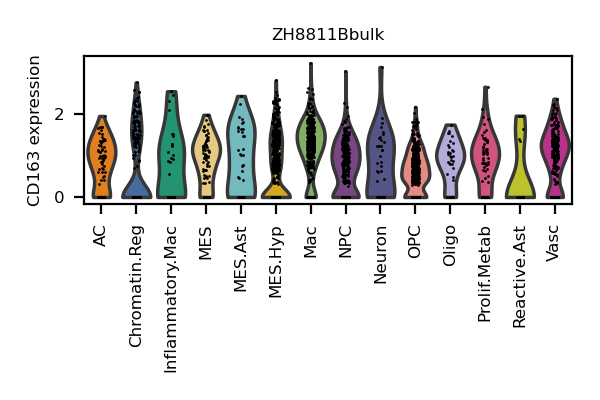 ZH8811Bbulk
CD163 expression
2
0
AC
Chromatin.Reg
Inflammatory.Mac
MES
MES.Ast
MES.Hyp
Mac
NPC
Neuron
OPC
Oligo
Prolif.Metab
Reactive.Ast
Vasc